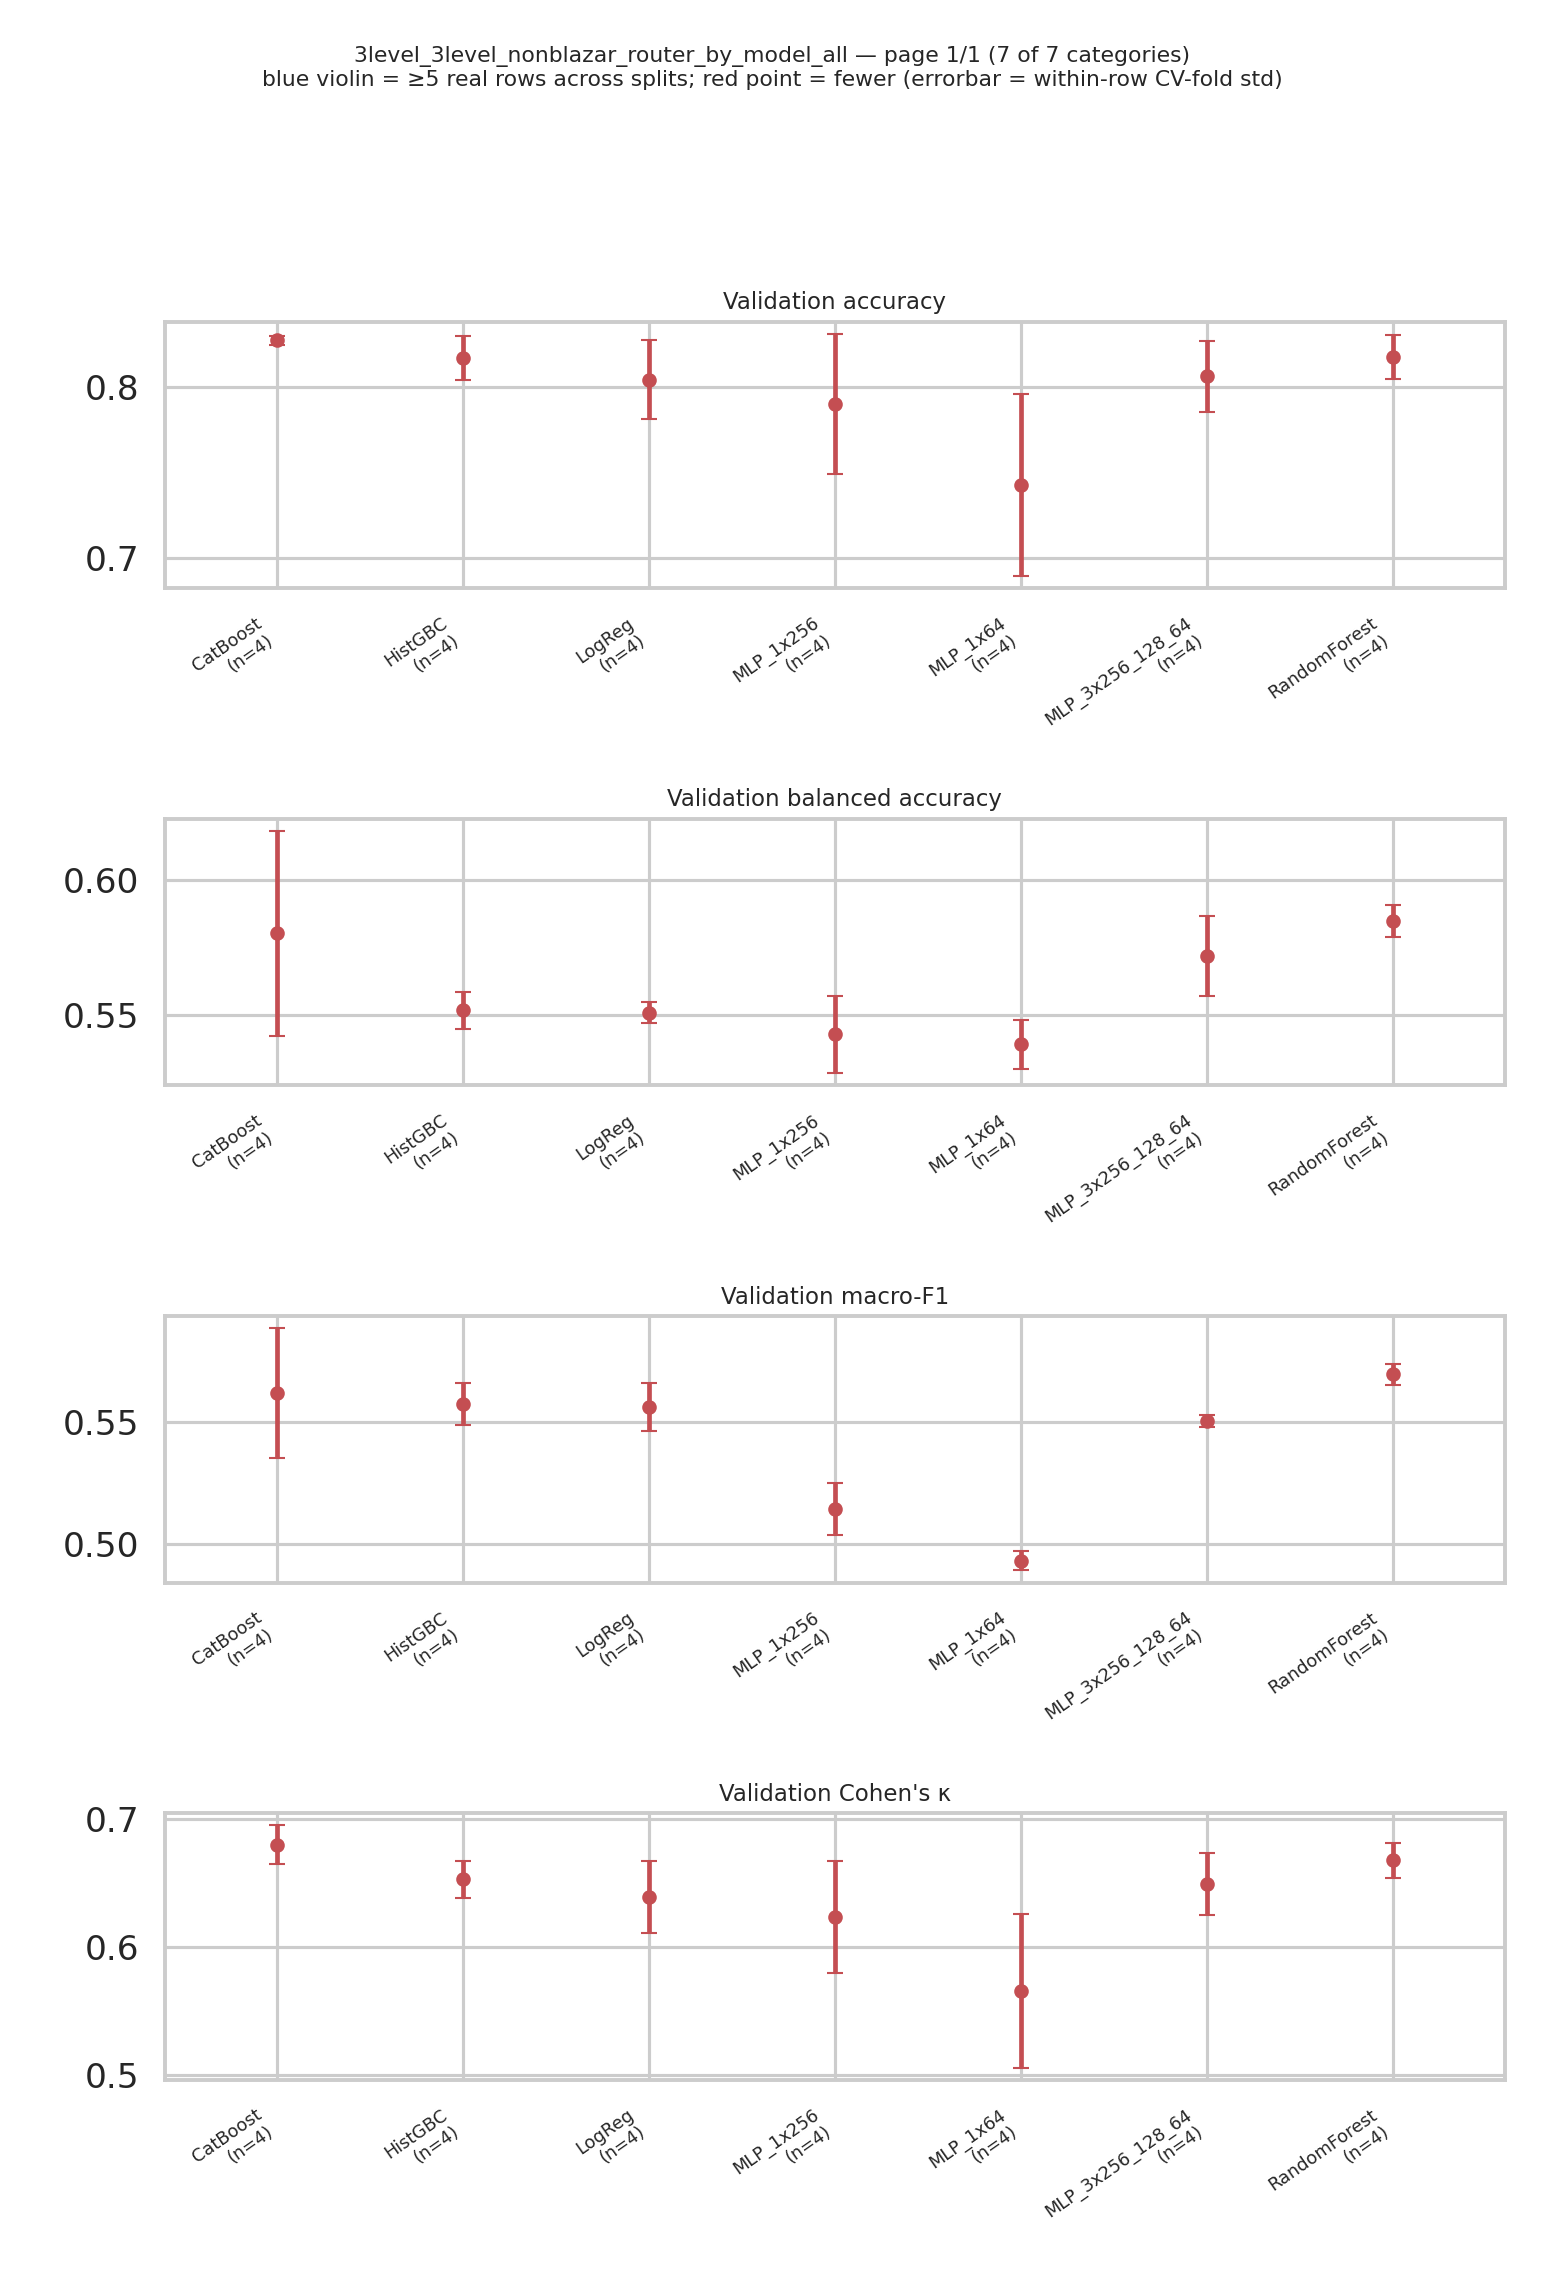 3level_3level_nonblazar_router_by_model_all — page 1/1 (7 of 7 categories)
blue violin = ≥5 real rows across splits; red point = fewer (errorbar = within-row CV-fold std)
Validation accuracy
0.8
0.7
CatBoost
(n=4)
HistGBC
(n=4)
LogReg
(n=4)
MLP_1x256
(n=4)
MLP_1x64
(n=4)
MLP_3x256_128_64
(n=4)
RandomForest
(n=4)
Validation balanced accuracy
0.60
0.55
CatBoost
(n=4)
HistGBC
(n=4)
LogReg
(n=4)
MLP_1x256
(n=4)
MLP_1x64
(n=4)
MLP_3x256_128_64
(n=4)
RandomForest
(n=4)
Validation macro-F1
0.55
0.50
CatBoost
(n=4)
HistGBC
(n=4)
LogReg
(n=4)
MLP_1x256
(n=4)
MLP_1x64
(n=4)
MLP_3x256_128_64
(n=4)
RandomForest
(n=4)
Validation Cohen's κ
0.7
0.6
0.5
CatBoost
(n=4)
HistGBC
(n=4)
LogReg
(n=4)
MLP_1x256
(n=4)
MLP_1x64
(n=4)
MLP_3x256_128_64
(n=4)
RandomForest
(n=4)